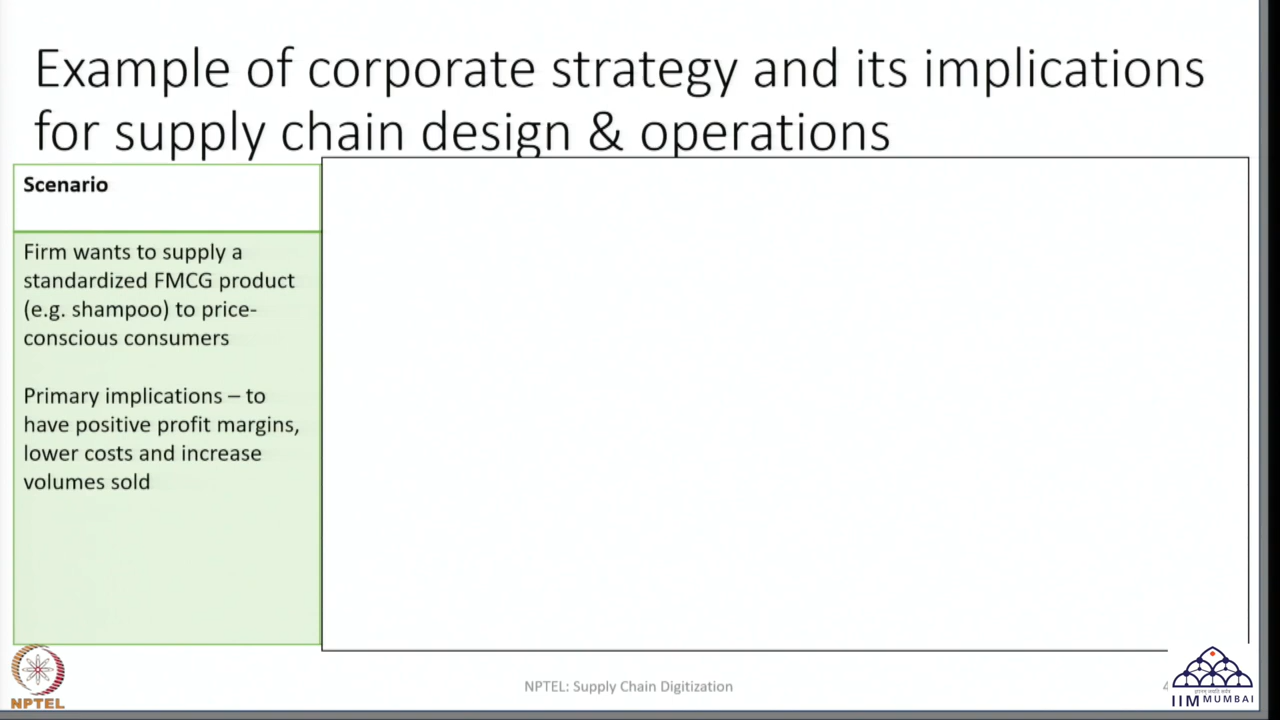 Example of corporate strategy and its implications
for supply chain design & operations
Scenario
Firm wants to supply a
standardized FMCG product
(e.g. shampoo) to price-
conscious consumers
Primary implications – to
have positive profit margins,
lower costs and increase
volumes sold
NPTEL
NPTEL: Supply Chain Digitization
4
IIM MUMBAI